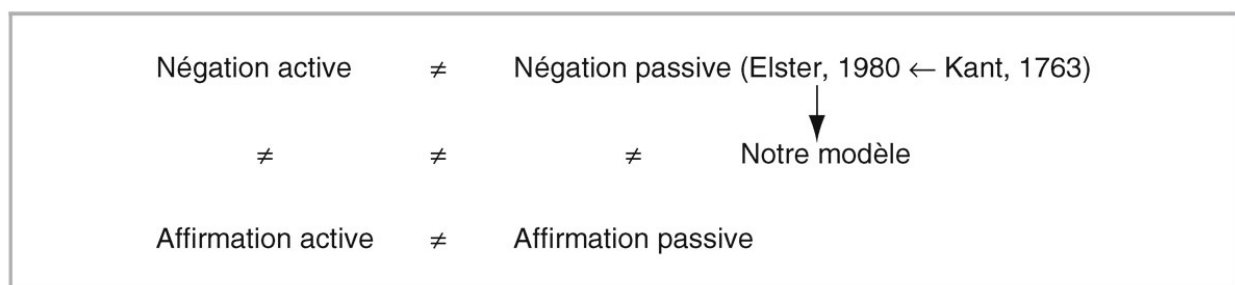 Négation active ≠ Négation passive (Elster, 1980 ← Kant, 1763)
≠ ≠ ≠ Notre modèle
Affirmation active ≠ Affirmation passive